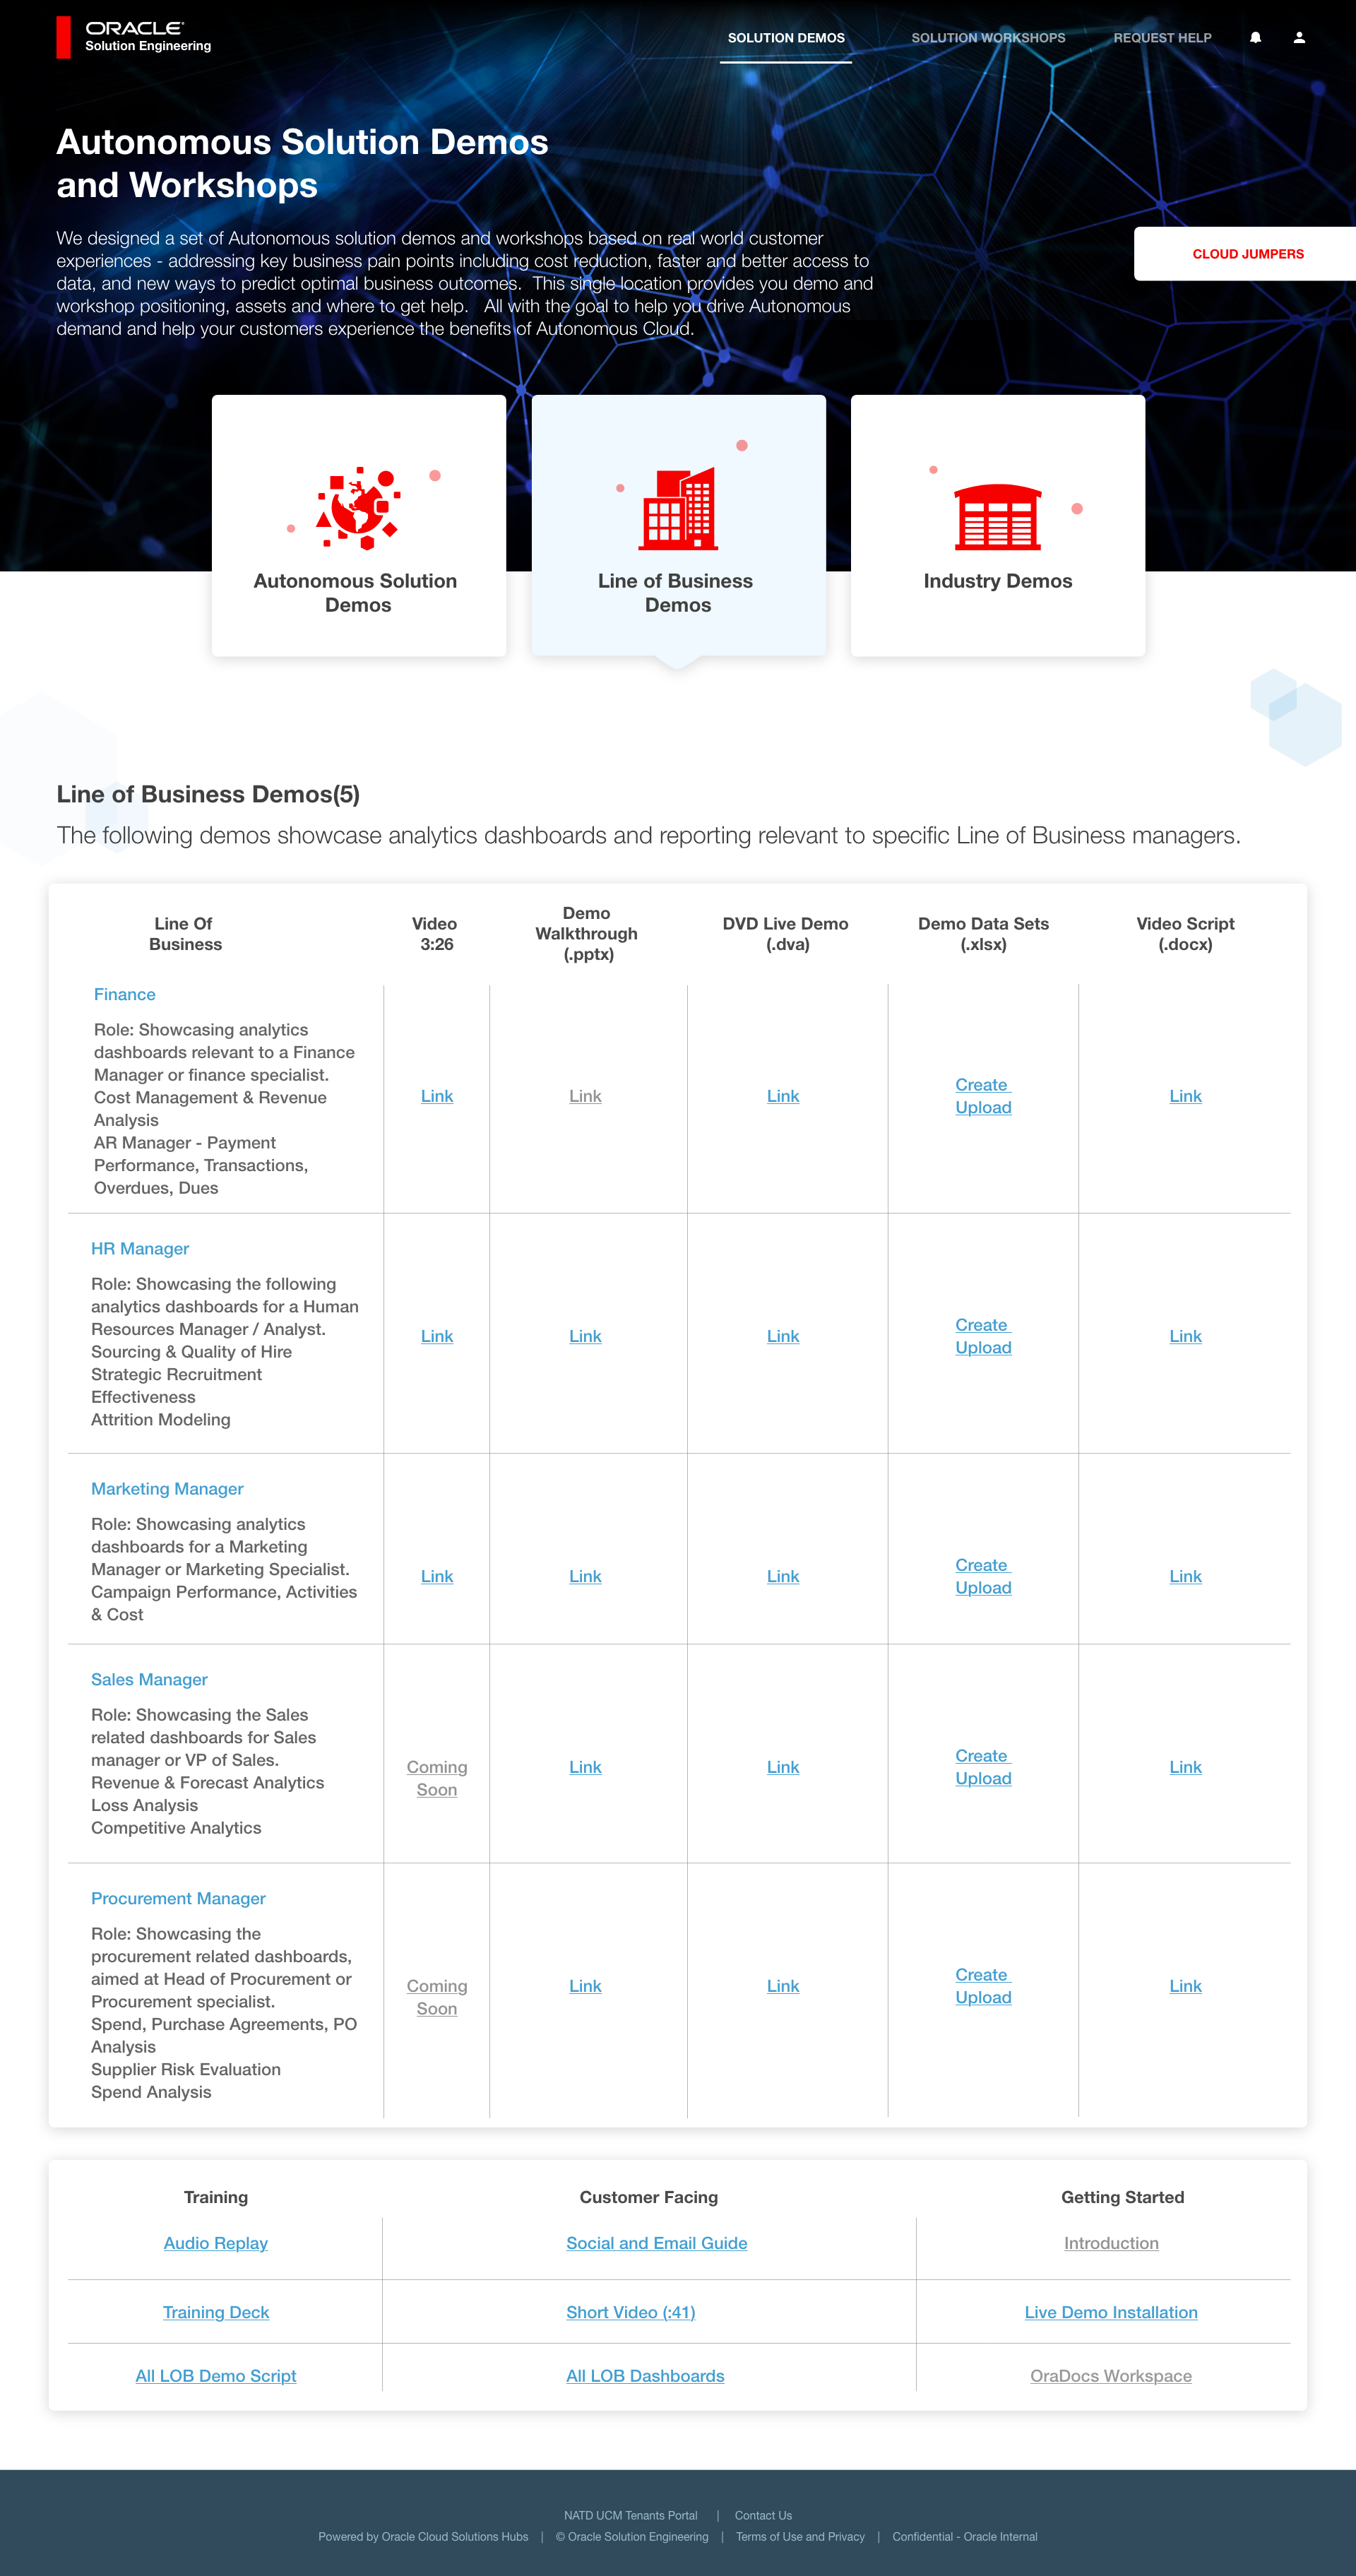 ORACLE
Solution Engineering
SOLUTION DEMOS
SOLUTION WORKSHOPS
REQUEST HELP
Autonomous Solution Demos
and Workshops
We designed a set of Autonomous solution demos and workshops based on real world customer
experiences - addressing key business pain points including cost reduction, faster and better access to
data, and new ways to predict optimal business outcomes. This single location provides you demo and
workshop positioning, assets and where to get help. All with the goal to help you drive Autonomous
demand and help your customers experience the benefits of Autonomous Cloud.
CLOUD JUMPERS
Autonomous Solution
Demos
Line of Business
Demos
Industry Demos
Line of Business Demos(5)
The following demos showcase analytics dashboards and reporting relevant to specific Line of Business managers.
Line Of
Business
Video
3:26
Demo
Walkthrough
(.pptx)
DVD Live Demo
(.dva)
Demo Data Sets
(.xlsx)
Video Script
(.docx)
Finance
Role: Showcasing analytics
dashboards relevant to a Finance
Manager or finance specialist.
Cost Management & Revenue
Analysis
AR Manager - Payment
Performance, Transactions,
Overdues, Dues
Link
Link
Link
Create
Upload
Link
HR Manager
Role: Showcasing the following
analytics dashboards for a Human
Resources Manager / Analyst.
Sourcing & Quality of Hire
Strategic Recruitment
Effectiveness
Attrition Modeling
Link
Link
Link
Create
Upload
Link
Marketing Manager
Role: Showcasing analytics
dashboards for a Marketing
Manager or Marketing Specialist.
Campaign Performance, Activities
& Cost
Link
Link
Link
Create
Upload
Link
Sales Manager
Role: Showcasing the Sales
related dashboards for Sales
manager or VP of Sales.
Revenue & Forecast Analytics
Loss Analysis
Competitive Analytics
Coming
Soon
Link
Link
Create
Upload
Link
Procurement Manager
Role: Showcasing the
procurement related dashboards,
aimed at Head of Procurement or
Procurement specialist.
Spend, Purchase Agreements, PO
Analysis
Supplier Risk Evaluation
Spend Analysis
Coming
Soon
Link
Link
Create
Upload
Link
Training
Customer Facing
Getting Started
Audio Replay
Social and Email Guide
Introduction
Training Deck
Short Video (:41)
Live Demo Installation
All LOB Demo Script
All LOB Dashboards
OraDocs Workspace
NATD UCM Tenants Portal | Contact Us
Powered by Oracle Cloud Solutions Hubs | © Oracle Solution Engineering | Terms of Use and Privacy | Confidential - Oracle Internal